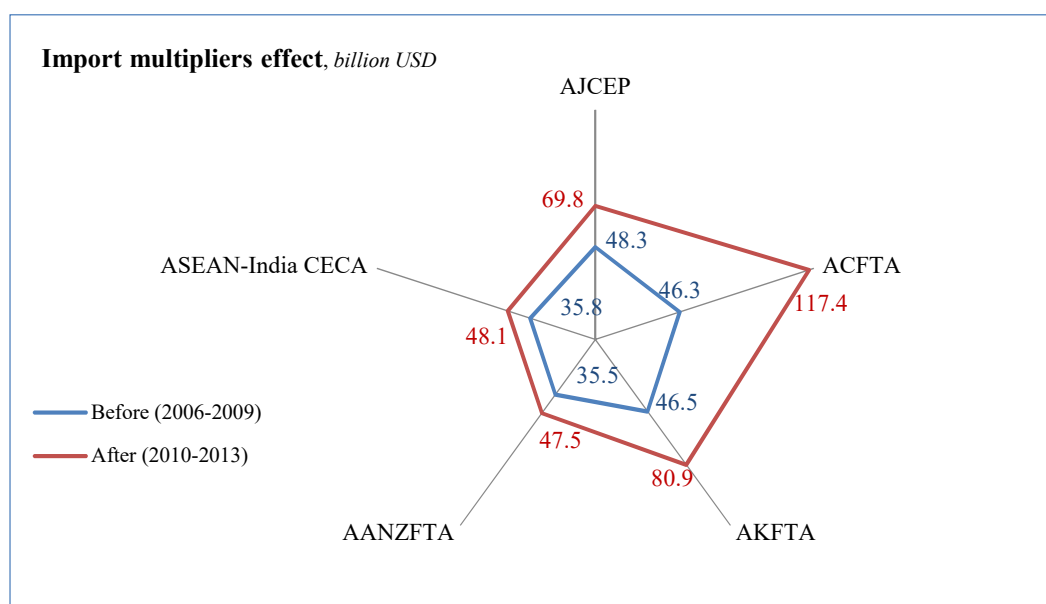 Import multipliers effect, billion USD
AJCEP
69.8
48.3
ASEAN-India CECA
ACFTA
46.3
35.8
117.4
48.1
35.5
46.5
Before (2006-2009)
47.5
After (2010-2013)
80.9
AANZFTA
AKFTA